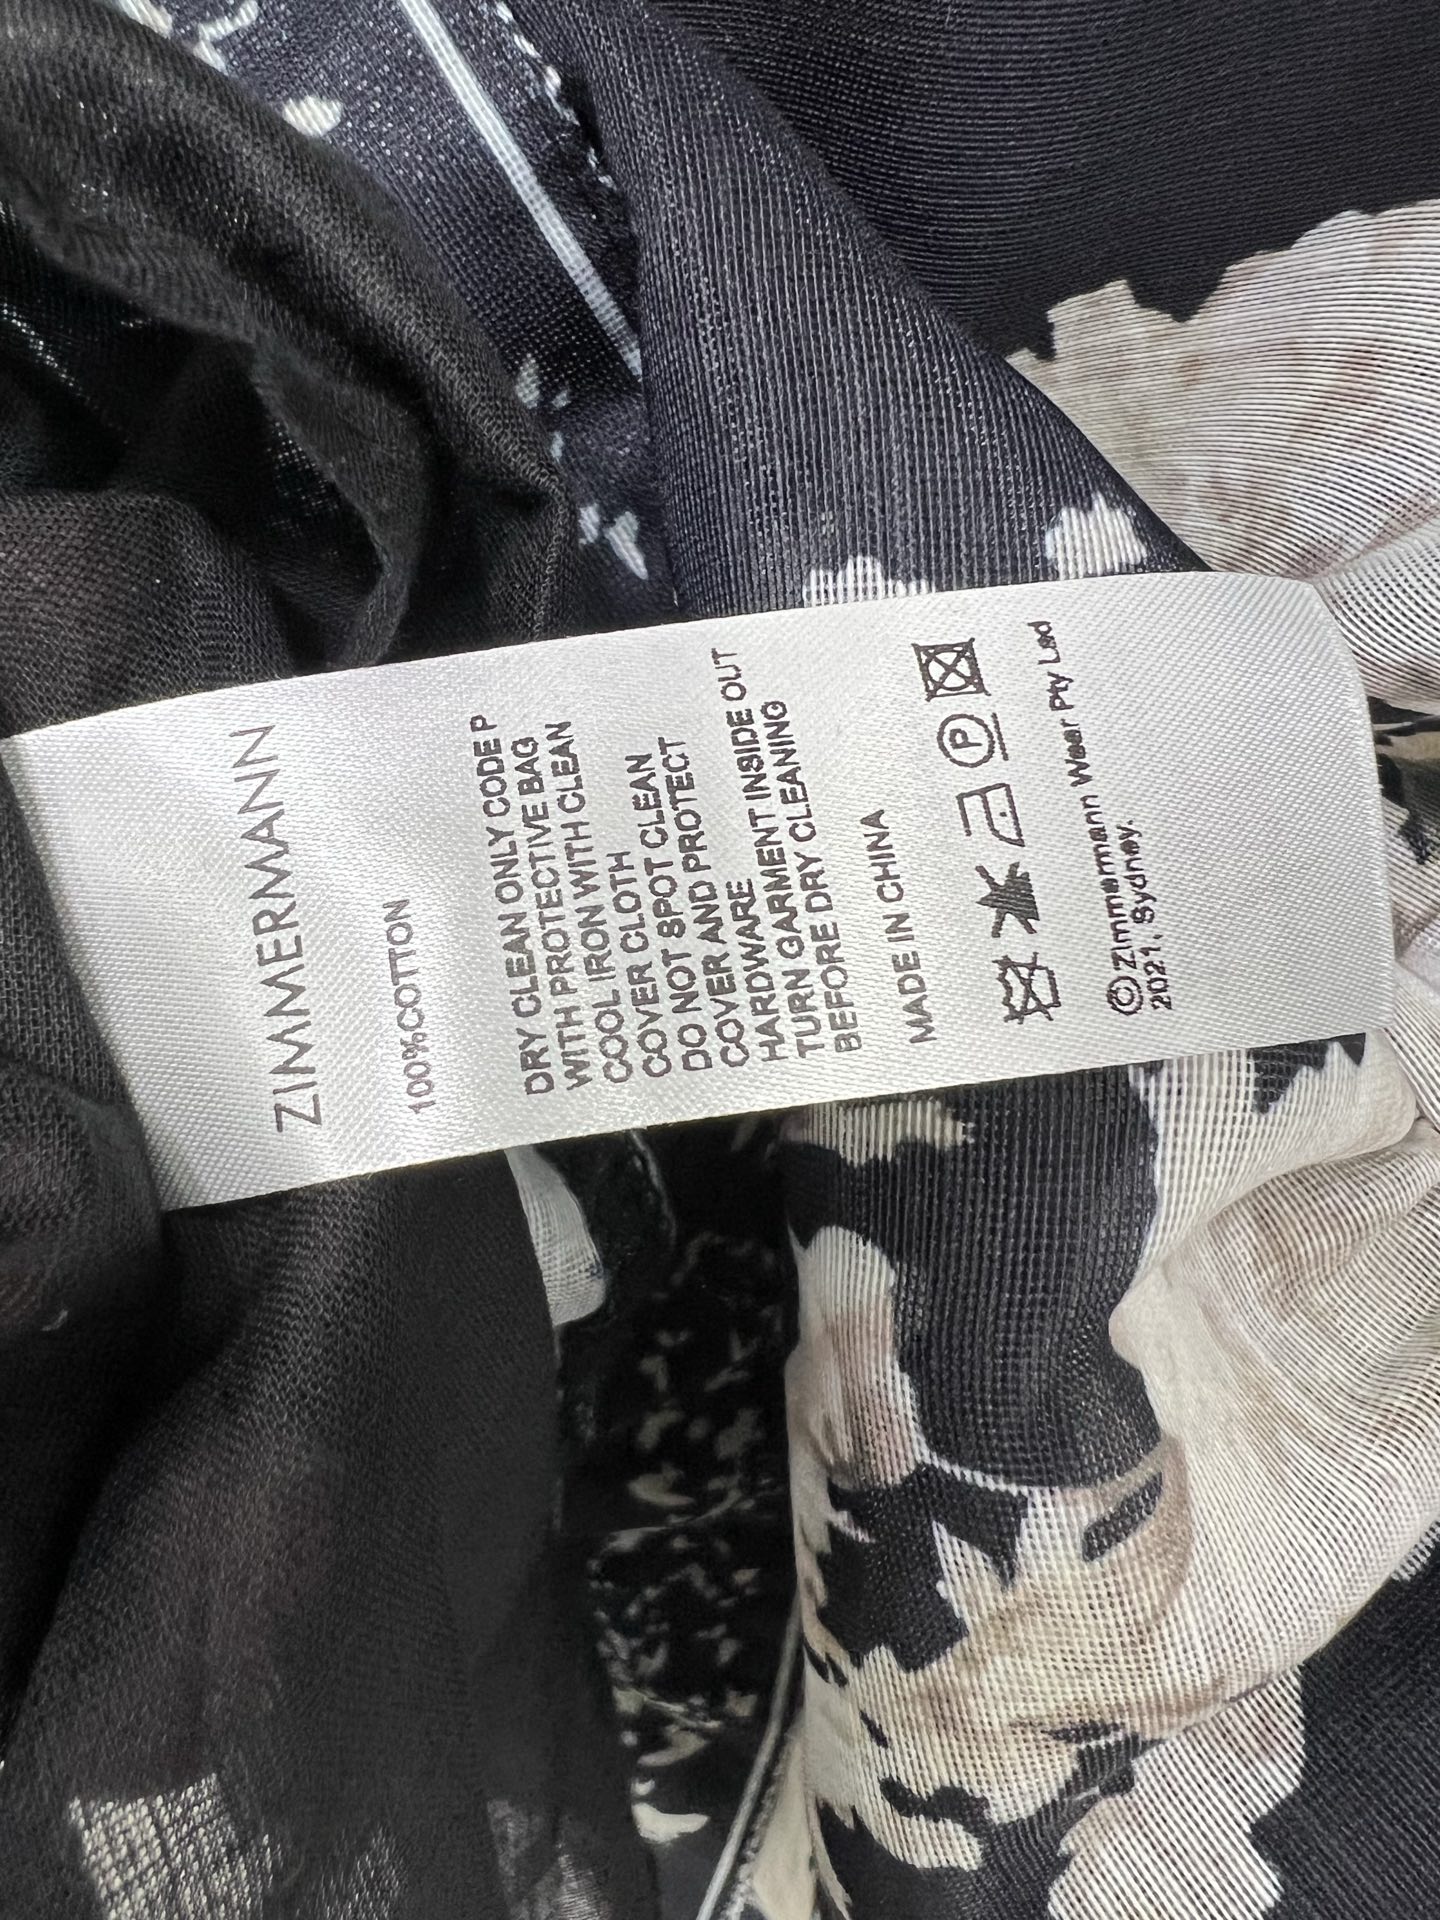 ZIMMERMANN
100%COTTON
DRY CLEAN ONLY CODE P
WITH PROTECTIVE BAG
COOL IRON WITH CLEAN
COVER CLOTH
DO NOT SPOT CLEAN
COVER AND PROTECT
HARDWARE
TURN GARMENT INSIDE OUT
BEFORE DRY CLEANING
MADE IN CHINA
P
©Zimmemann Wear Pty Led
2021, Sydney.